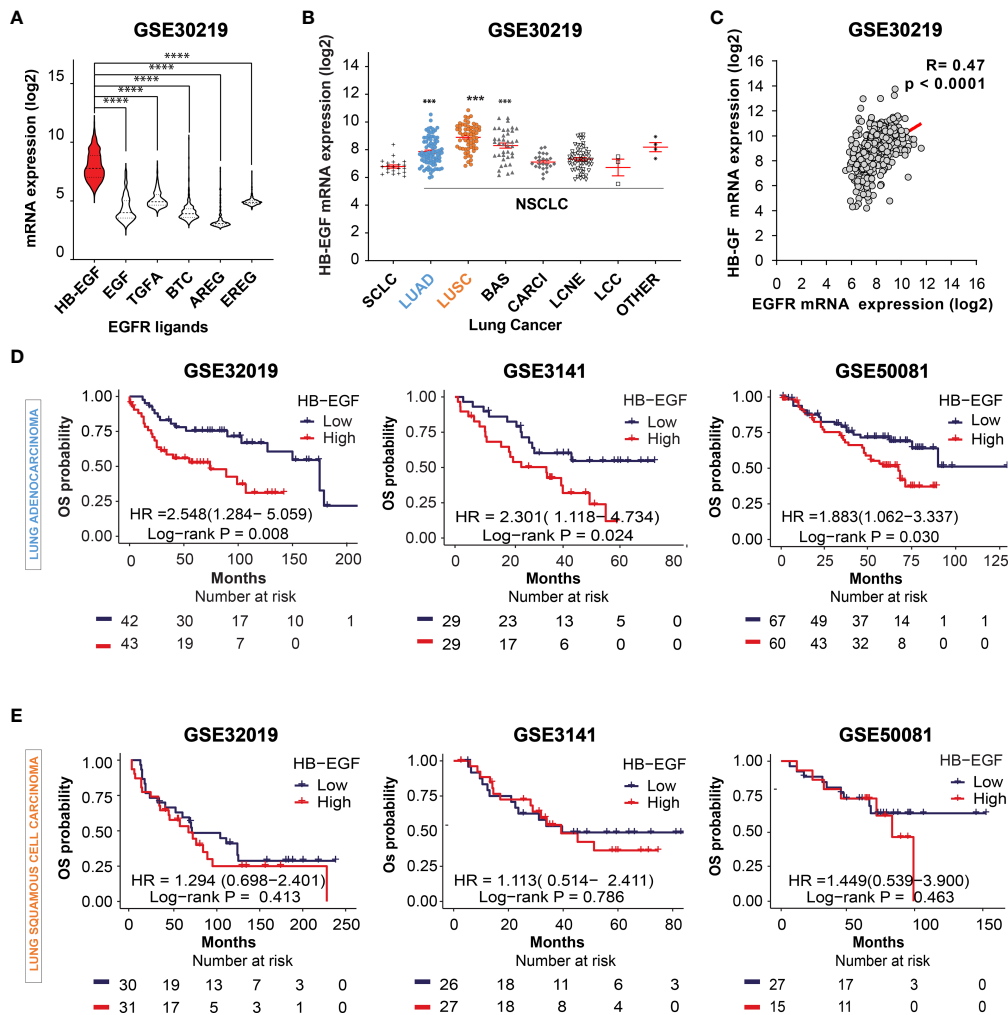 A
GSE30219
mRNA expression (log2)
15
10
5
0
****
****
****
****
****
HB-EGF
EGF
TGFA
BTC
AREG
EREG
EGFR ligands
B
GSE30219
HB-EGF mRNA expression (log2)
14
12
10
8
6
4
2
0
***
***
***
NSCLC
SCLC
LUAD
LUSC
BAS
CARCI
LCNE
LCC
OTHER
Lung Cancer
C
GSE30219
R= 0.47
p < 0.0001
HB-GF mRNA expression (log2)
16
14
12
10
8
6
4
2
0
0 2 4 6 8 10 12 14 16
EGFR mRNA expression (log2)
D
LUNG ADENOCARCINOMA
GSE32019
OS probability
1.00
0.75
0.50
0.25
0.00
HB-EGF
Low
High
HR =2.548(1.284– 5.059)
Log-rank P = 0.008
0 50 100 150 200
Months
Number at risk
42 30 17 10 1
43 19 7 0
GSE3141
OS probability
1.00
0.75
0.50
0.25
0.00
HB-EGF
Low
High
HR = 2.301( 1.118– 4.734)
Log-rank P = 0.024
0 20 40 60 80
Months
Number at risk
29 23 13 5 0
29 17 6 0 0
GSE50081
OS probability
1.00
0.75
0.50
0.25
0.00
HB-EGF
Low
High
HR =1.883(1.062–3.337)
Log-rank P = 0.030
0 25 50 75 100 125
Months
Number at risk
67 49 37 14 1 1
60 43 32 8 0 0
E
LUNG SQUAMOUS CELL CARCINOMA
GSE32019
OS probability
1.00
0.75
0.50
0.25
0.00
HB-EGF
Low
High
HR = 1.294 (0.698–2.401)
Log-rank P = 0.413
0 50 100 150 200 250
Months
Number at risk
30 19 13 7 3 0
31 17 5 3 1 0
GSE3141
OS probability
1.00
0.75
0.50
0.25
0.00
HB-EGF
Low
High
HR = 1.113( 0.514– 2.411)
Log-rank P = 0.786
0 20 40 60 80
Months
Number at risk
26 18 11 6 3
27 18 8 4 0
GSE50081
OS probability
1.00
0.50
0.25
0.00
HB-EGF
Low
High
HR =1.449(0.539–3.900)
Log-rank P = 0.463
0 50 100 150
Months
Number at risk
27 17 3 0
15 11 0 0